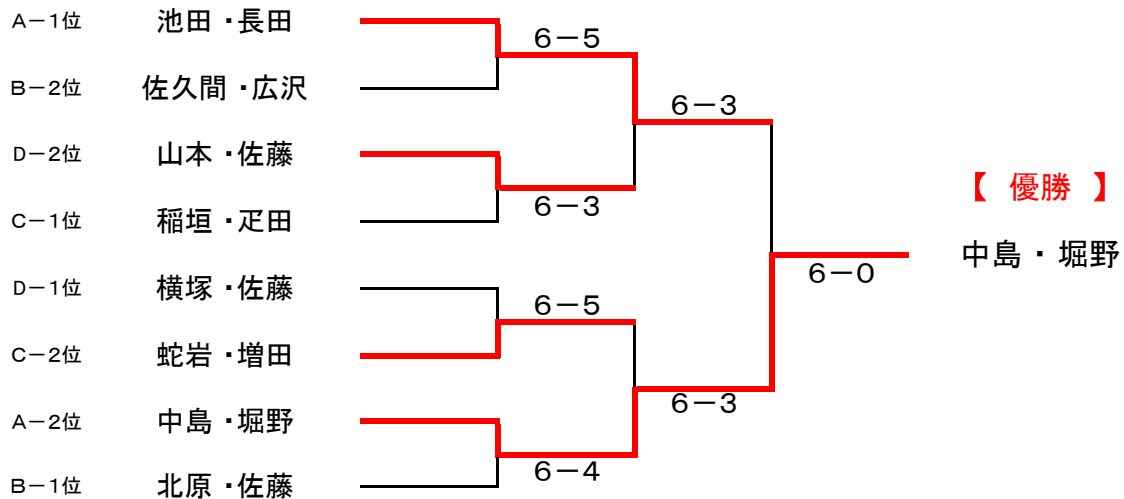 A－1位 池田・長田
6－5
B－2位 佐久間・広沢
6－3
D－2位 山本・佐藤
【 優勝 】
6－3
C－1位 稲垣・疋田
中島・堀野
6－0
D－1位 横塚・佐藤
6－5
C－2位 蛇岩・増田
6－3
A－2位 中島・堀野
6－4
B－1位 北原・佐藤